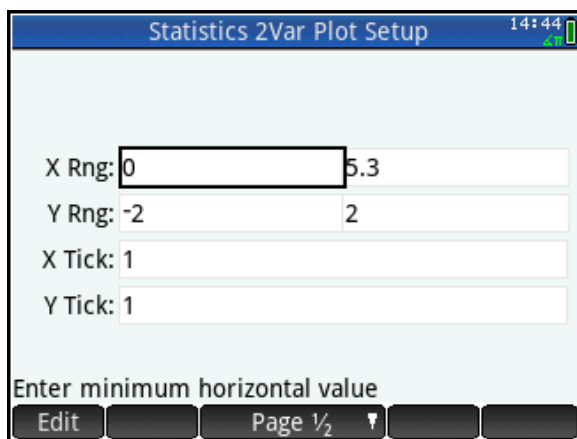 Statistics 2Var Plot Setup 14:44
∠π
X Rng: 0 5.3
Y Rng: -2 2
X Tick: 1
Y Tick: 1
Enter minimum horizontal value
Edit Page ½